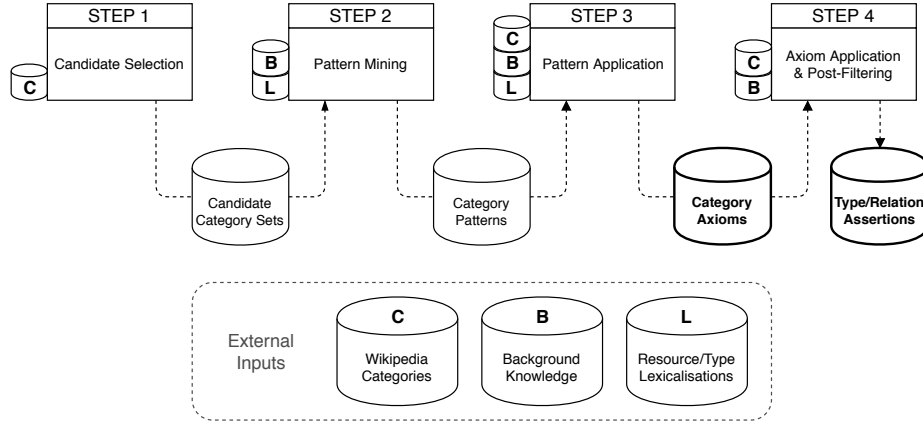 STEP 1
STEP 2
STEP 3
STEP 4
C
Candidate Selection
B
L
Pattern Mining
C
B
L
Pattern Application
C
B
Axiom Application
& Post-Filtering
Candidate
Category Sets
Category
Patterns
Category
Axioms
Type/Relation
Assertions
External
Inputs
C
Wikipedia
Categories
B
Background
Knowledge
L
Resource/Type
Lexicalisations